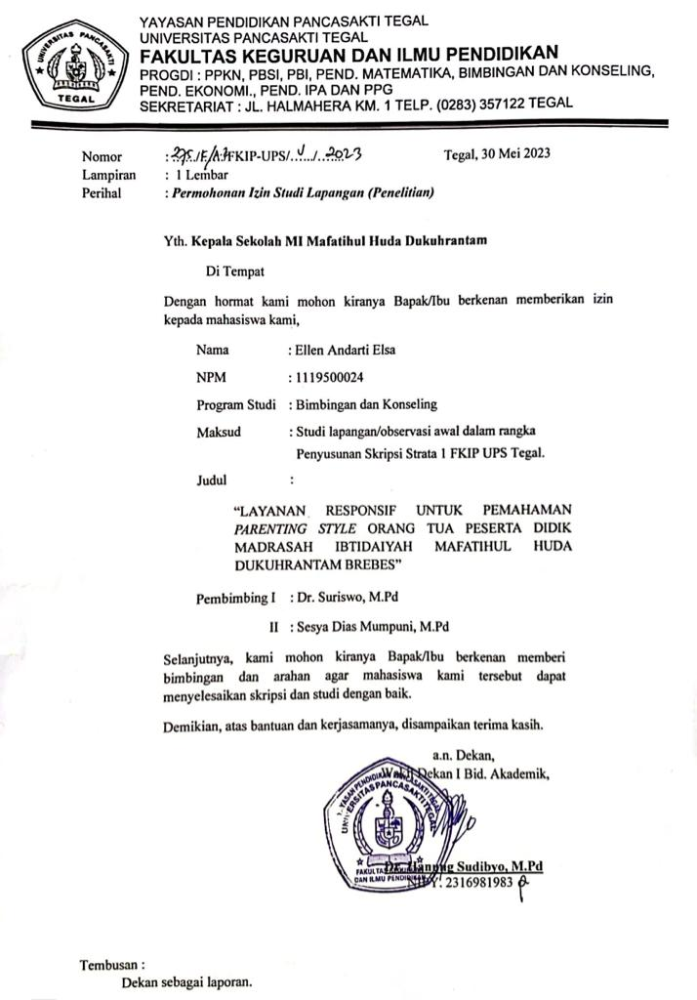 YAYASAN PENDIDIKAN PANCASAKTI TEGAL
UNIVERSITAS PANCASAKTI TEGAL
FAKULTAS KEGURUAN DAN ILMU PENDIDIKAN
PROGDI : PPKN, PBSI, PBI, PEND. MATEMATIKA, BIMBINGAN DAN KONSELING,
PEND. EKONOMI., PEND. IPA DAN PPG
SEKRETARIAT : JL. HALMAHERA KM. 1 TELP. (0283) 357122 TEGAL
UNIVERSITAS PANCASAKTI
TEGAL
Nomor : FKIP-UPS/ / 2023 Tegal, 30 Mei 2023
Lampiran : 1 Lembar
Perihal : Permohonan Izin Studi Lapangan (Penelitian)
Yth. Kepala Sekolah MI Mafatihul Huda Dukuhrantam
Di Tempat
Dengan hormat kami mohon kiranya Bapak/Ibu berkenan memberikan izin
kepada mahasiswa kami,
Nama : Ellen Andarti Elsa
NPM : 1119500024
Program Studi : Bimbingan dan Konseling
Maksud : Studi lapangan/observasi awal dalam rangka
Penyusunan Skripsi Strata 1 FKIP UPS Tegal.
Judul :
“LAYANAN RESPONSIF UNTUK PEMAHAMAN
PARENTING STYLE ORANG TUA PESERTA DIDIK
MADRASAH IBTIDAIYAH MAFATIHUL HUDA
DUKUHRANTAM BREBES”
Pembimbing I : Dr. Suriswo, M.Pd
II : Sesya Dias Mumpuni, M.Pd
Selanjutnya, kami mohon kiranya Bapak/Ibu berkenan memberi
bimbingan dan arahan agar mahasiswa kami tersebut dapat
menyelesaikan skripsi dan studi dengan baik.
Demikian, atas bantuan dan kerjasamanya, disampaikan terima kasih.
a.n. Dekan,
Wakil Dekan I Bid. Akademik,
YAYASAN PENDIDIKAN PANCASAKTI TEGAL
UNIVERSITAS PANCASAKTI TEGAL
FAKULTAS KEGURUAN
DAN ILMU PENDIDIKAN
Dr. Hanung Sudibyo, M.Pd
NIPY. 2316981983
Tembusan :
Dekan sebagai laporan.